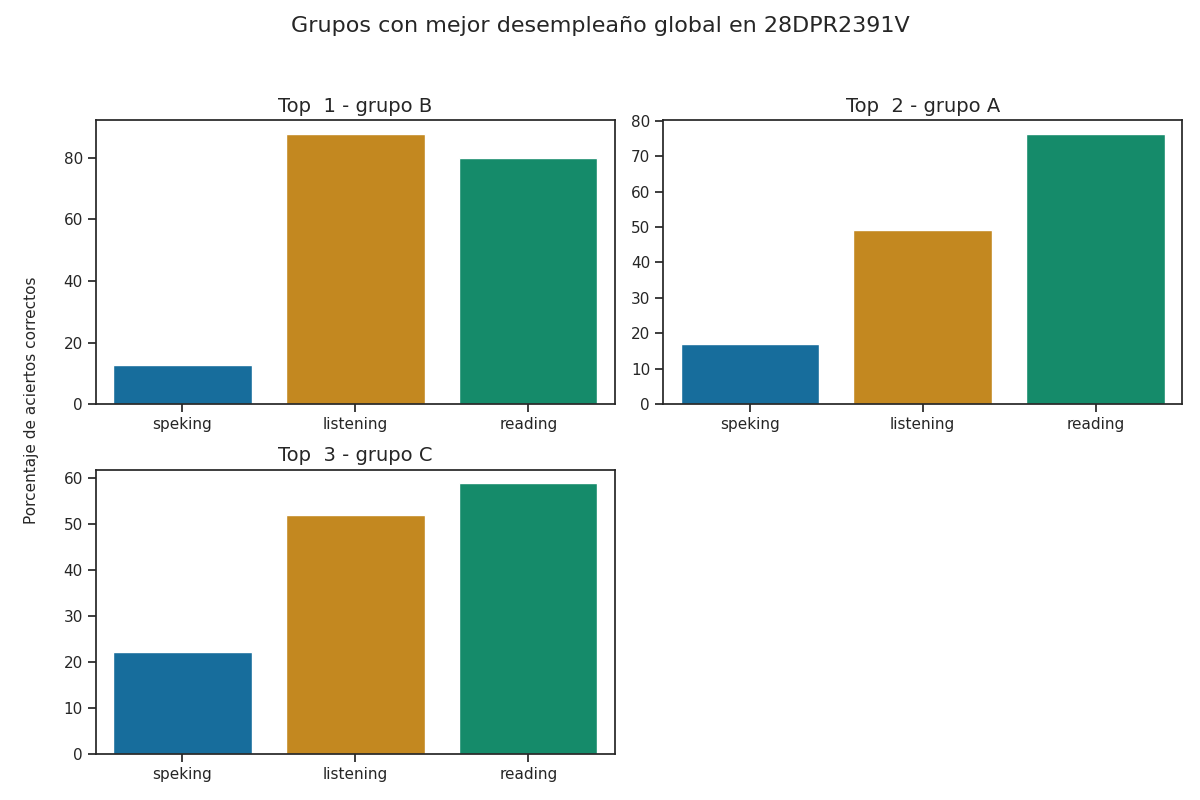 Grupos con mejor desempleaño global en 28DPR2391V
Porcentaje de aciertos correctos
Top  1 - grupo B
80
60
40
20
0
speking
listening
reading
Top  2 - grupo A
80
70
60
50
40
30
20
10
0
speking
listening
reading
Top  3 - grupo C
60
50
40
30
20
10
0
speking
listening
reading